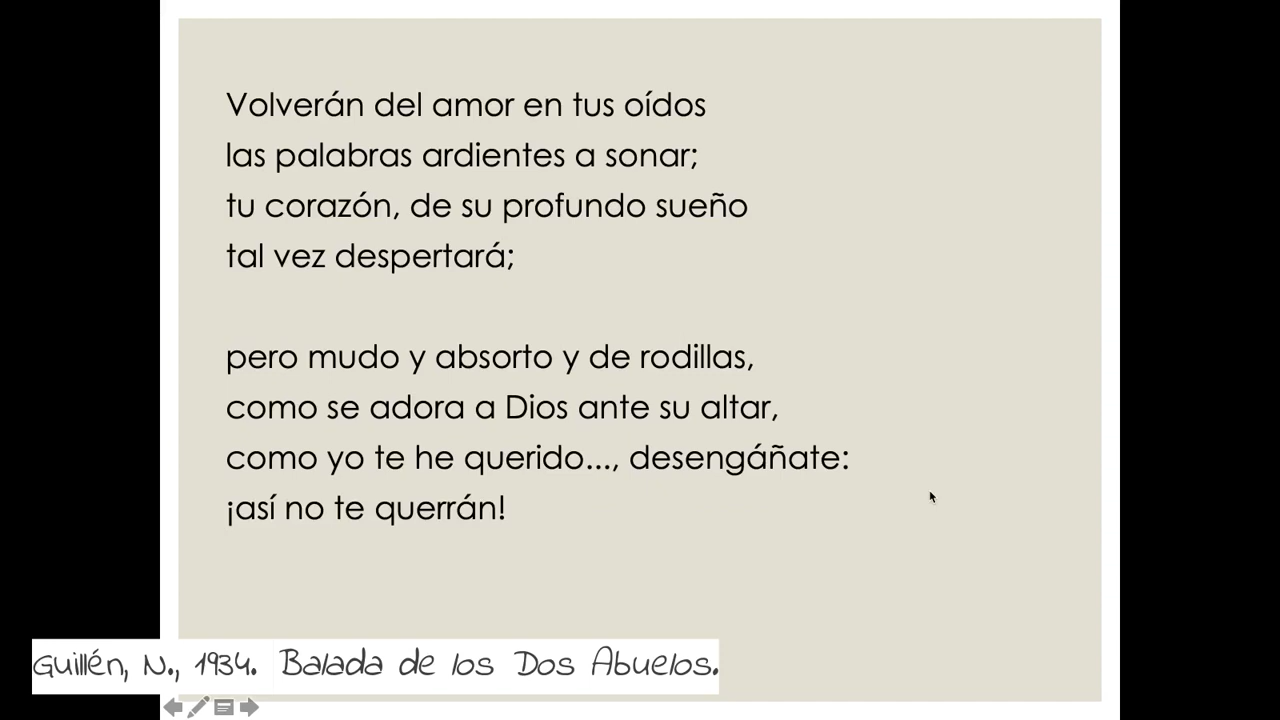 Volverán del amor en tus oídos
las palabras ardientes a sonar;
tu corazón, de su profundo sueño
tal vez despertará;
pero mudo y absorto y de rodillas,
como se adora a Dios ante su altar,
como yo te he querido..., desengáñate:
¡así no te querrán!
Guillén, N., 1934. Balada de los Dos Abuelos.